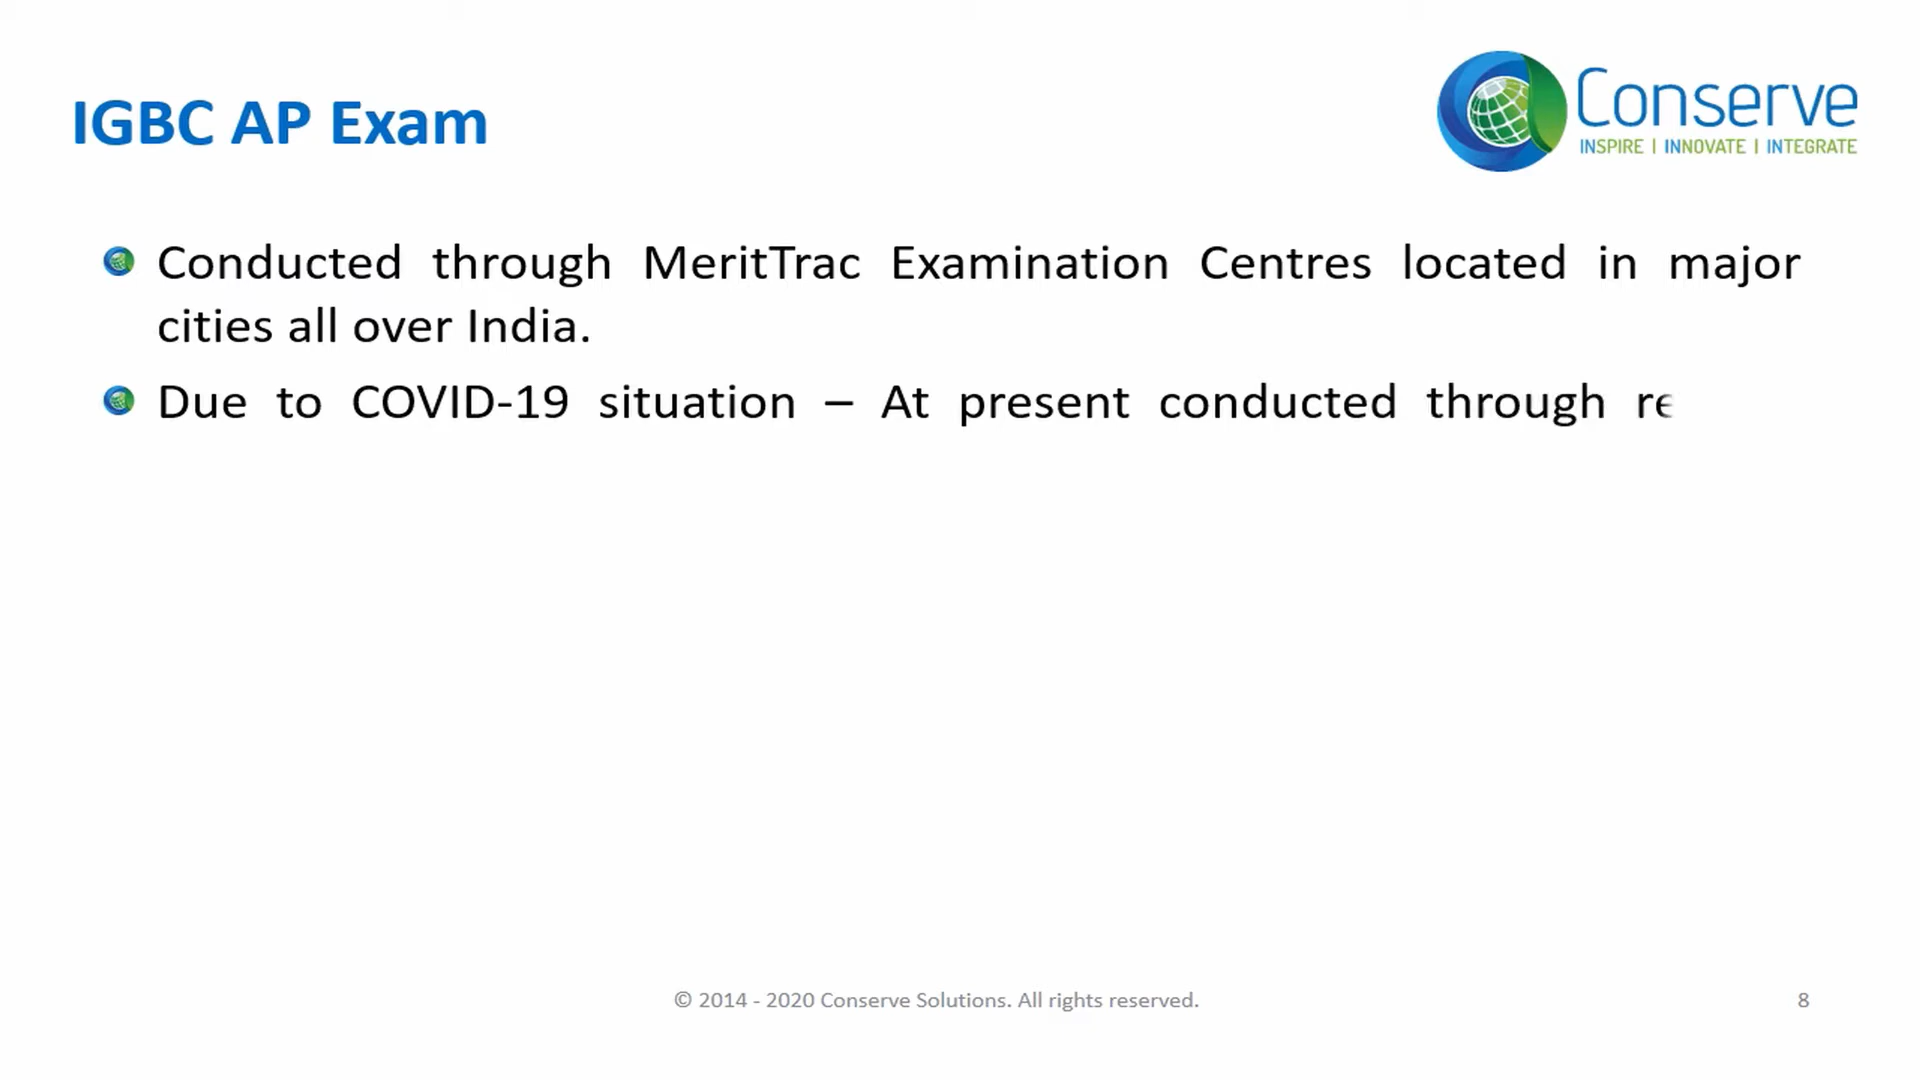 IGBC AP Exam
Conserve
INSPIRE | INNOVATE | INTEGRATE
Conducted through MeritTrac Examination Centres located in major
cities all over India.
Due to COVID-19 situation – At present conducted through
© 2014 - 2020 Conserve Solutions. All rights reserved.
8